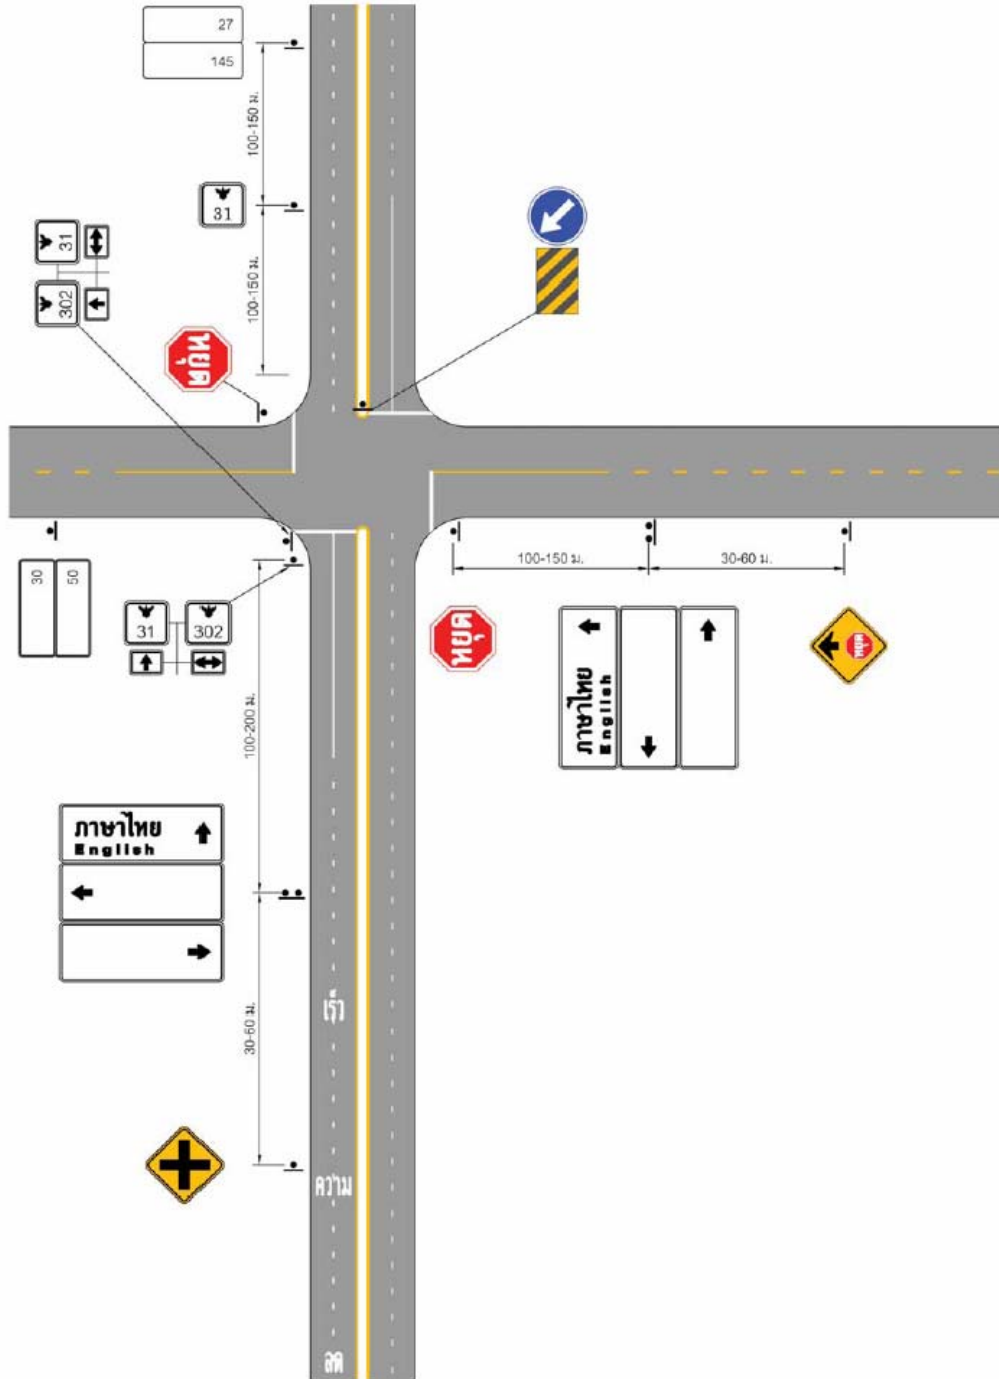 27
145
100-150 ม.
31
31
302
100-150 ม.
หยุด
30
50
100-150 ม.
30-60 ม.
31
302
หยุด
หยุด
ภาษาไทย
English
100-200 ม.
ภาษาไทย
English
30-60 ม.
เร็ว
ความ
ลด